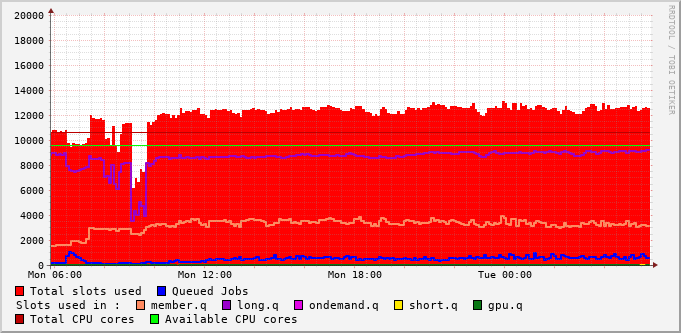 20000
18000
16000
14000
12000
10000
8000
6000
4000
2000
0
Mon 06:00 Mon 12:00 Mon 18:00 Tue 00:00
RRDTOOL / TOBI OETIKER
Total slots used Queued Jobs
Slots used in : member.q long.q ondemand.q short.q gpu.q
Total CPU cores Available CPU cores